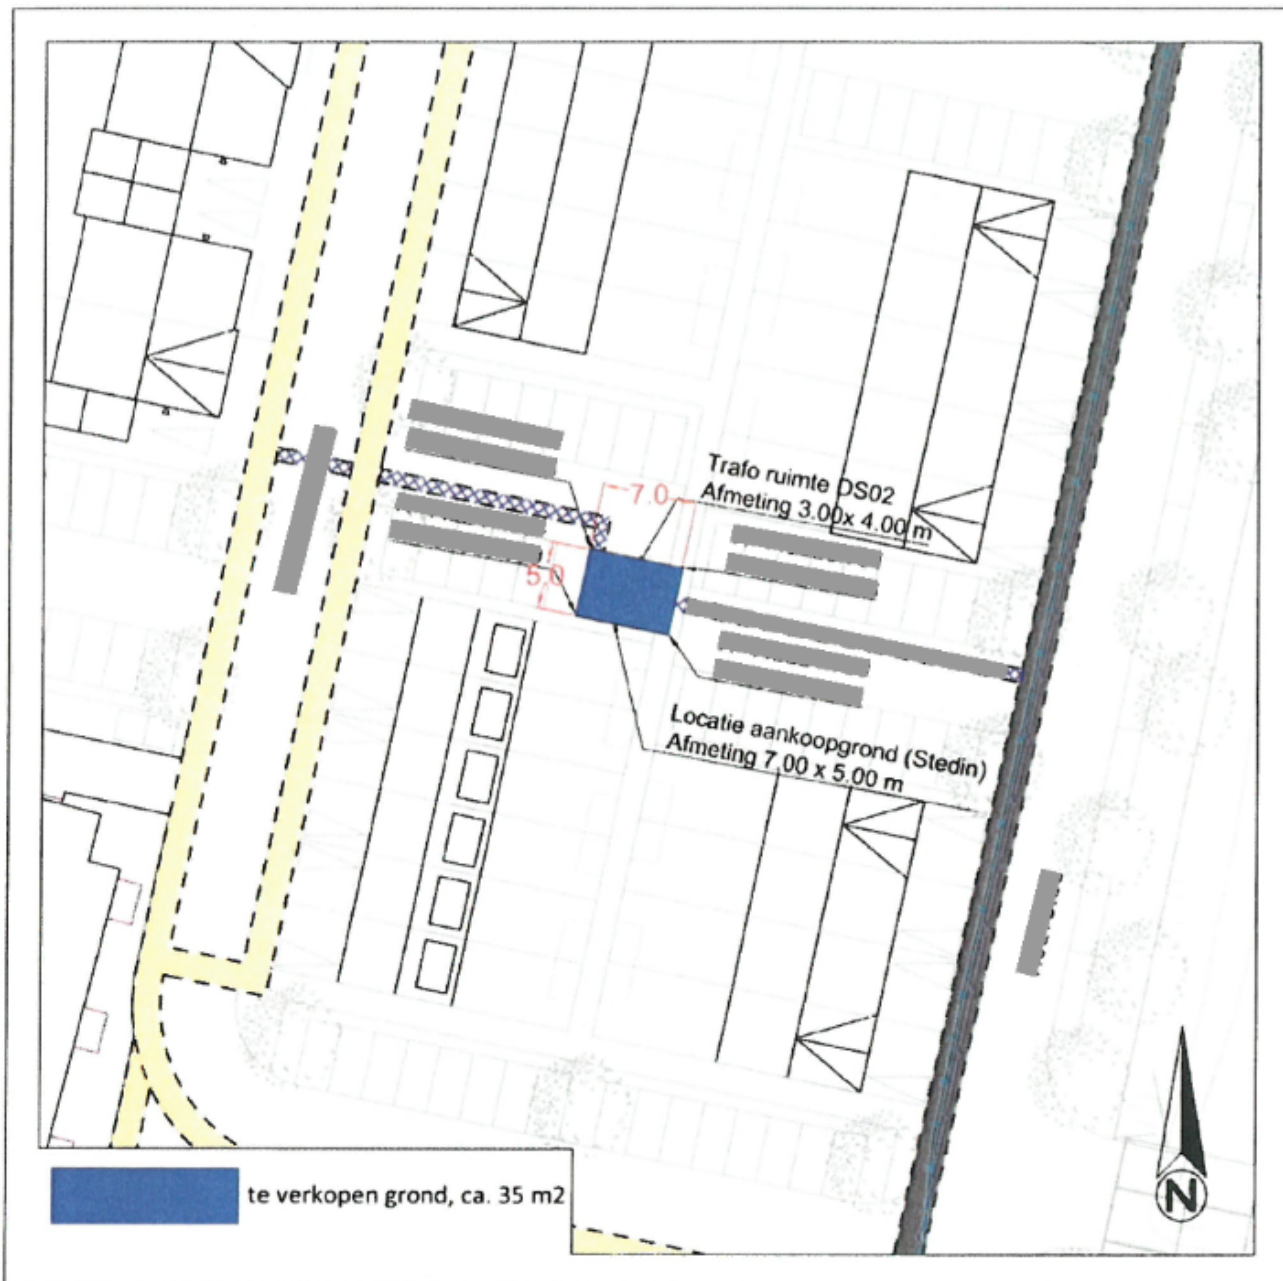 Trafo ruimte OS02
Afmeting 3.00x 4.00 m
7.0
5.0
Locatie aankoopgrond (Stedin)
Afmeting 7.00 x 5.00 m
te verkopen grond, ca. 35 m2
N